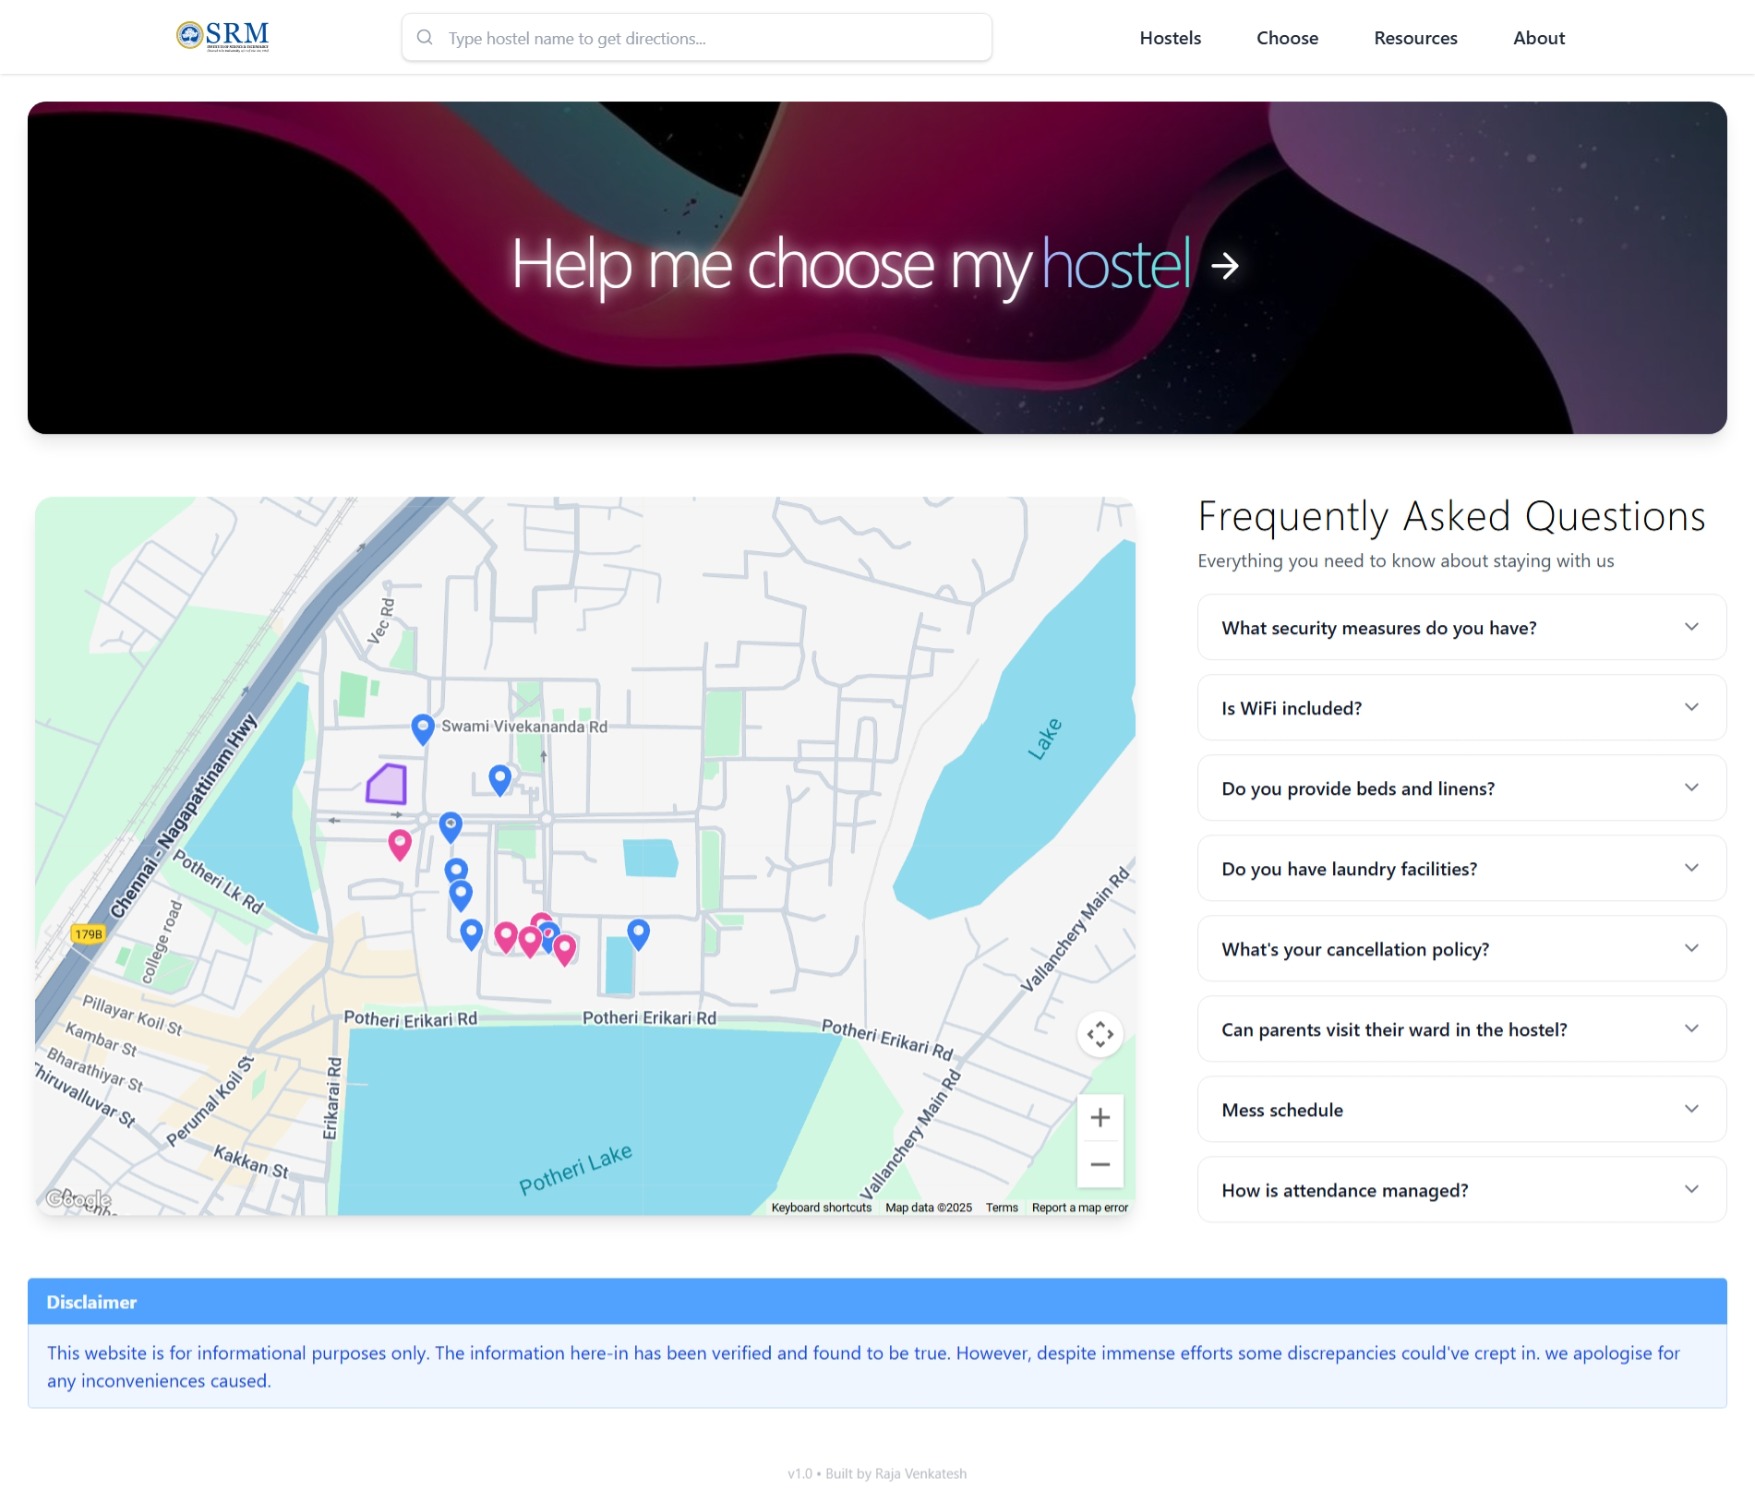 SRM
Type hostel name to get directions...
Hostels
Choose
Resources
About
Help me choose my hostel →
Vec Rd
Swami Vivekananda Rd
Chennai - Nagapattinam Hwy
Lake
Potheri Lk Rd
179B
college road
Vallanchery Main Rd
Pillayar Koil St
Kambar St
Bharathiyar St
Thiruvalluvar St
Perumal Koil St
Kakkan St
Erikarai Rd
Potheri Erikari Rd
Potheri Erikari Rd
Potheri Erikari Rd
Vallanchery Main Rd
Potheri Lake
Google
Keyboard shortcuts
Map data ©2025
Terms
Report a map error
Frequently Asked Questions
Everything you need to know about staying with us
What security measures do you have?
Is WiFi included?
Do you provide beds and linens?
Do you have laundry facilities?
What's your cancellation policy?
Can parents visit their ward in the hostel?
Mess schedule
How is attendance managed?
Disclaimer
This website is for informational purposes only. The information here-in has been verified and found to be true. However, despite immense efforts some discrepancies could've crept in. we apologise for
any inconveniences caused.
v1.0 • Built by Raja Venkatesh